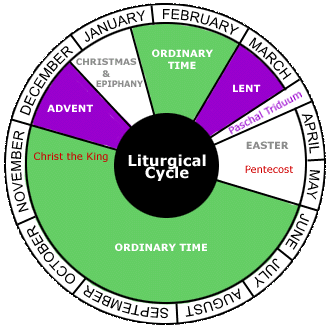 JANUARY
FEBRUARY
MARCH
APRIL
MAY
JUNE
JULY
AUGUST
SEPTEMBER
OCTOBER
NOVEMBER
DECEMBER
CHRISTMAS
&
EPIPHANY
ORDINARY
TIME
LENT
Paschal Triduum
ADVENT
EASTER
Pentecost
Christ the King
Liturgical
Cycle
ORDINARY TIME